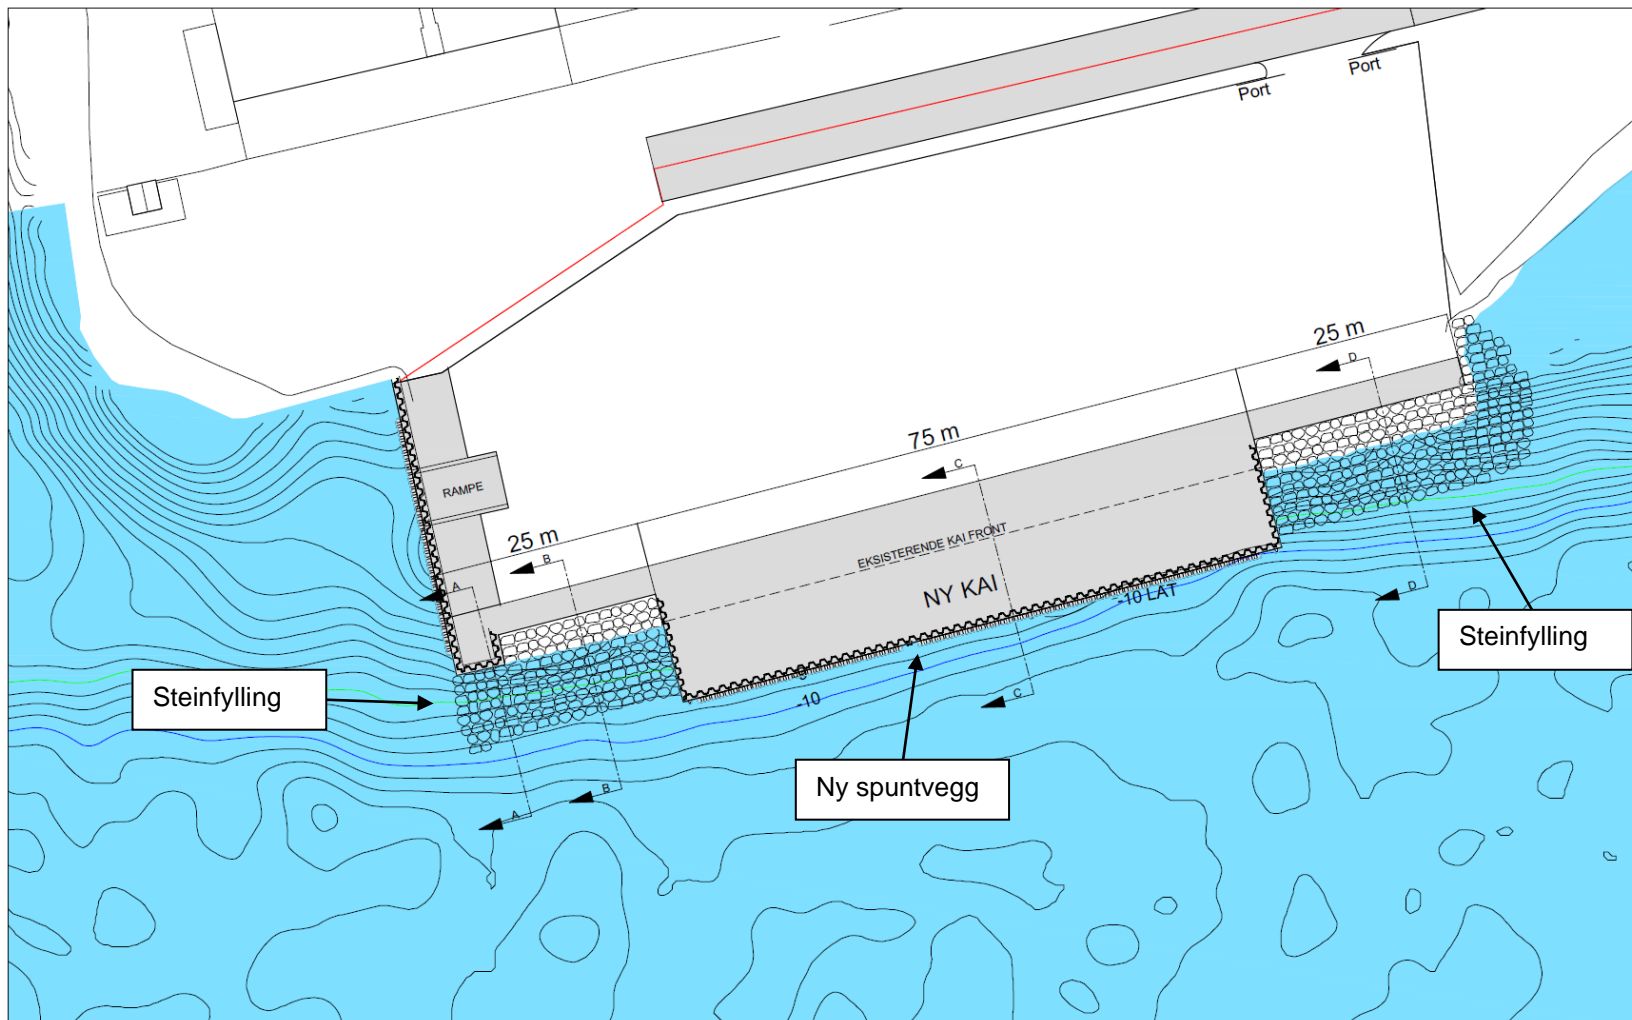 Port
Port
25 m
D
75 m
C
RAMPE
25 m
B
EKSISTERENDE KAI FRONT
A
NY KAI
-10 LAT
D
Steinfylling
Steinfylling
-10
C
Ny spuntvegg
B
A